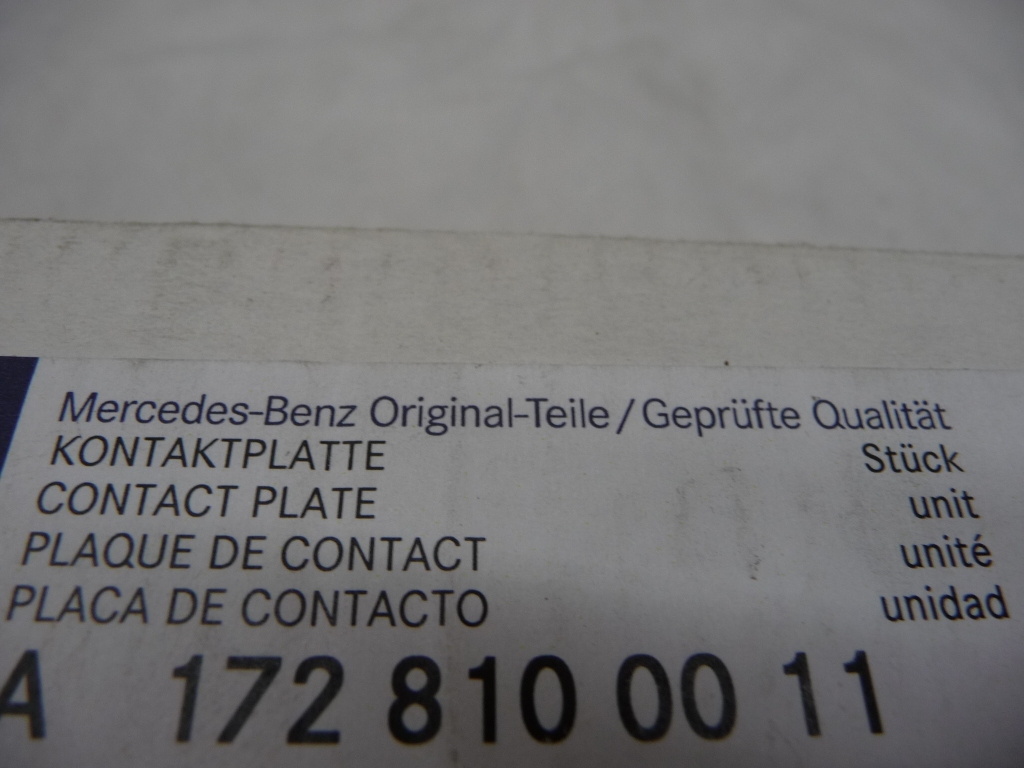 Mercedes-Benz Original-Teile / Geprüfte Qualität
KONTAKTPLATTE Stück
CONTACT PLATE unit
PLAQUE DE CONTACT unité
PLACA DE CONTACTO unidad
A 172 810 00 11